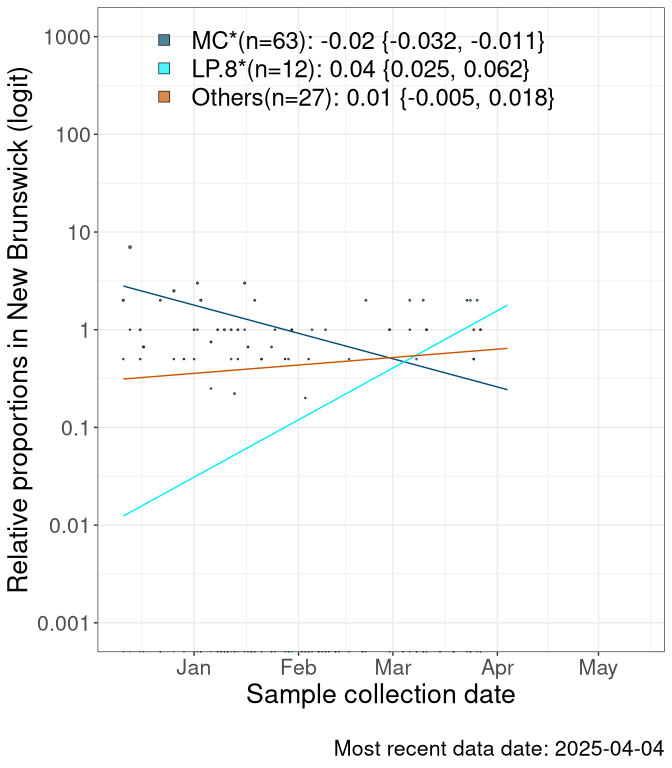 MC*(n=63): -0.02 {-0.032, -0.011}
LP.8*(n=12): 0.04 {0.025, 0.062}
Others(n=27): 0.01 {-0.005, 0.018}
Relative proportions in New Brunswick (logit)
1000
100
10
1
0.1
0.01
0.001
Jan Feb Mar Apr May
Sample collection date
Most recent data date: 2025-04-04